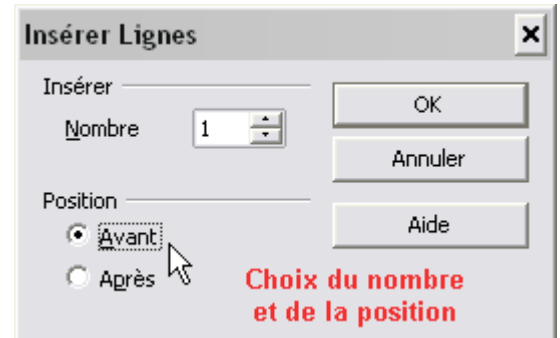 Insérer Lignes
Insérer
Nombre
1
OK
Annuler
Position
Avant
Après
Aide
Choix du nombre
et de la position